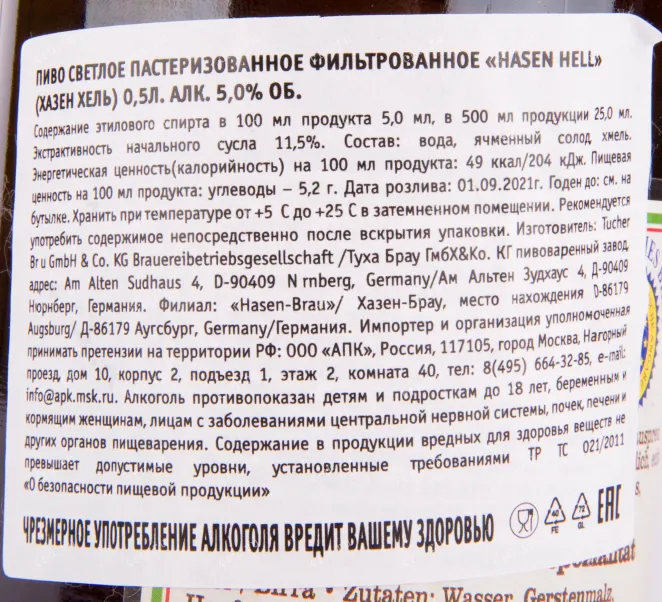 ПИВО СВЕТЛОЕ ПАСТЕРИЗОВАННОЕ ФИЛЬТРОВАННОЕ «HASEN HELL»
(ХАЗЕН ХЕЛЬ) 0,5Л. АЛК. 5,0% ОБ.
Содержание этилового спирта в 100 мл продукта 5,0 мл, в 500 мл продукции 25,0 мл.
Экстрактивность начального сусла 11,5%. Состав: вода, ячменный солод, хмель.
Энергетическая ценность(калорийность) на 100 мл продукта: 49 ккал/204 кДж. Пищевая
ценность на 100 мл продукта: углеводы – 5,2 г. Дата розлива: 01.09.2021г. Годен до: см. на
бутылке. Хранить при температуре от +5 С до +25 С в затемненном помещении. Рекомендуется
употребить содержимое непосредственно после вскрытия упаковки. Изготовитель: Tucher
Br u GmbH & Co. KG Brauereibetriebsgesellschaft /Туха Брау ГмбХ&Ко. КГ пивоваренный завод,
адрес: Am Alten Sudhaus 4, D-90409 N rnberg, Germany/Ам Альтен Зудхаус 4, Д-90409
Нюрнберг, Германия. Филиал: «Hasen-Brau»/ Хазен-Брау, место нахождения D-86179
Augsburg/ Д-86179 Аугсбург, Germany/Германия. Импортер и организация уполномоченная
принимать претензии на территории РФ: ООО «АПК», Россия, 117105, город Москва, Нагорный
проезд, дом 10, корпус 2, подъезд 1, этаж 2, комната 40, тел: 8(495) 664-32-85, e-mail:
info@apk.msk.ru. Алкоголь противопоказан детям и подросткам до 18 лет, беременным и
кормящим женщинам, лицам с заболеваниями центральной нервной системы, почек, печени и
других органов пищеварения. Содержание в продукции вредных для здоровья веществ не
превышает допустимые уровни, установленные требованиями ТР ТС 021/2011
«О безопасности пищевой продукции»
ЧРЕЗМЕРНОЕ УПОТРЕБЛЕНИЕ АЛКОГОЛЯ ВРЕДИТ ВАШЕМУ ЗДОРОВЬЮ
40 PE 72 GL EAC
Zutaten: Wasser, Gerstenmalz,